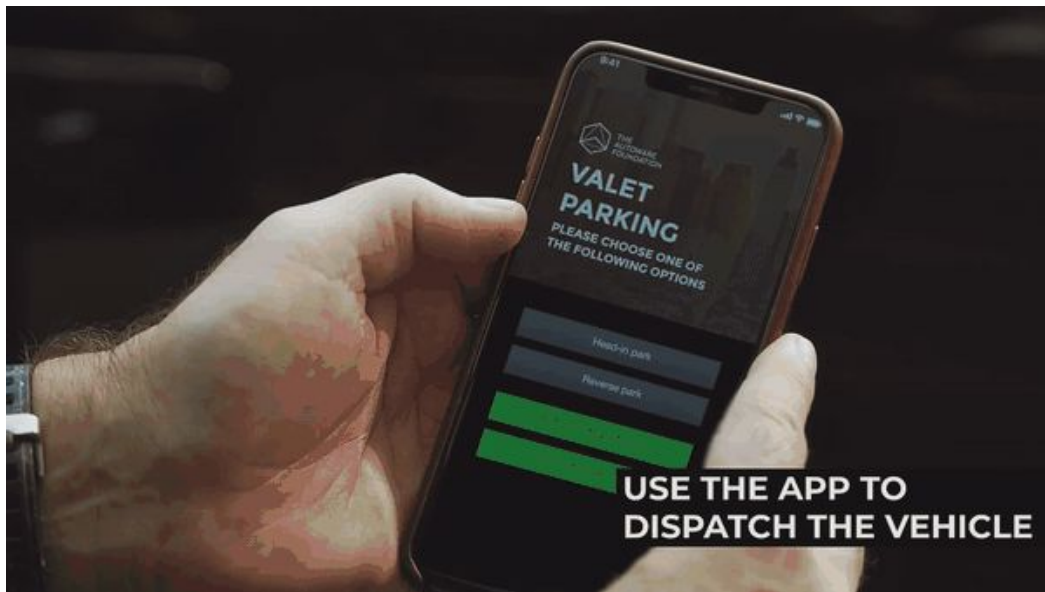 9:41
THE
AUTOWARE
FOUNDATION
VALET
PARKING
PLEASE CHOOSE ONE OF
THE FOLLOWING OPTIONS
Head-in park
Reverse park
USE THE APP TO
DISPATCH THE VEHICLE